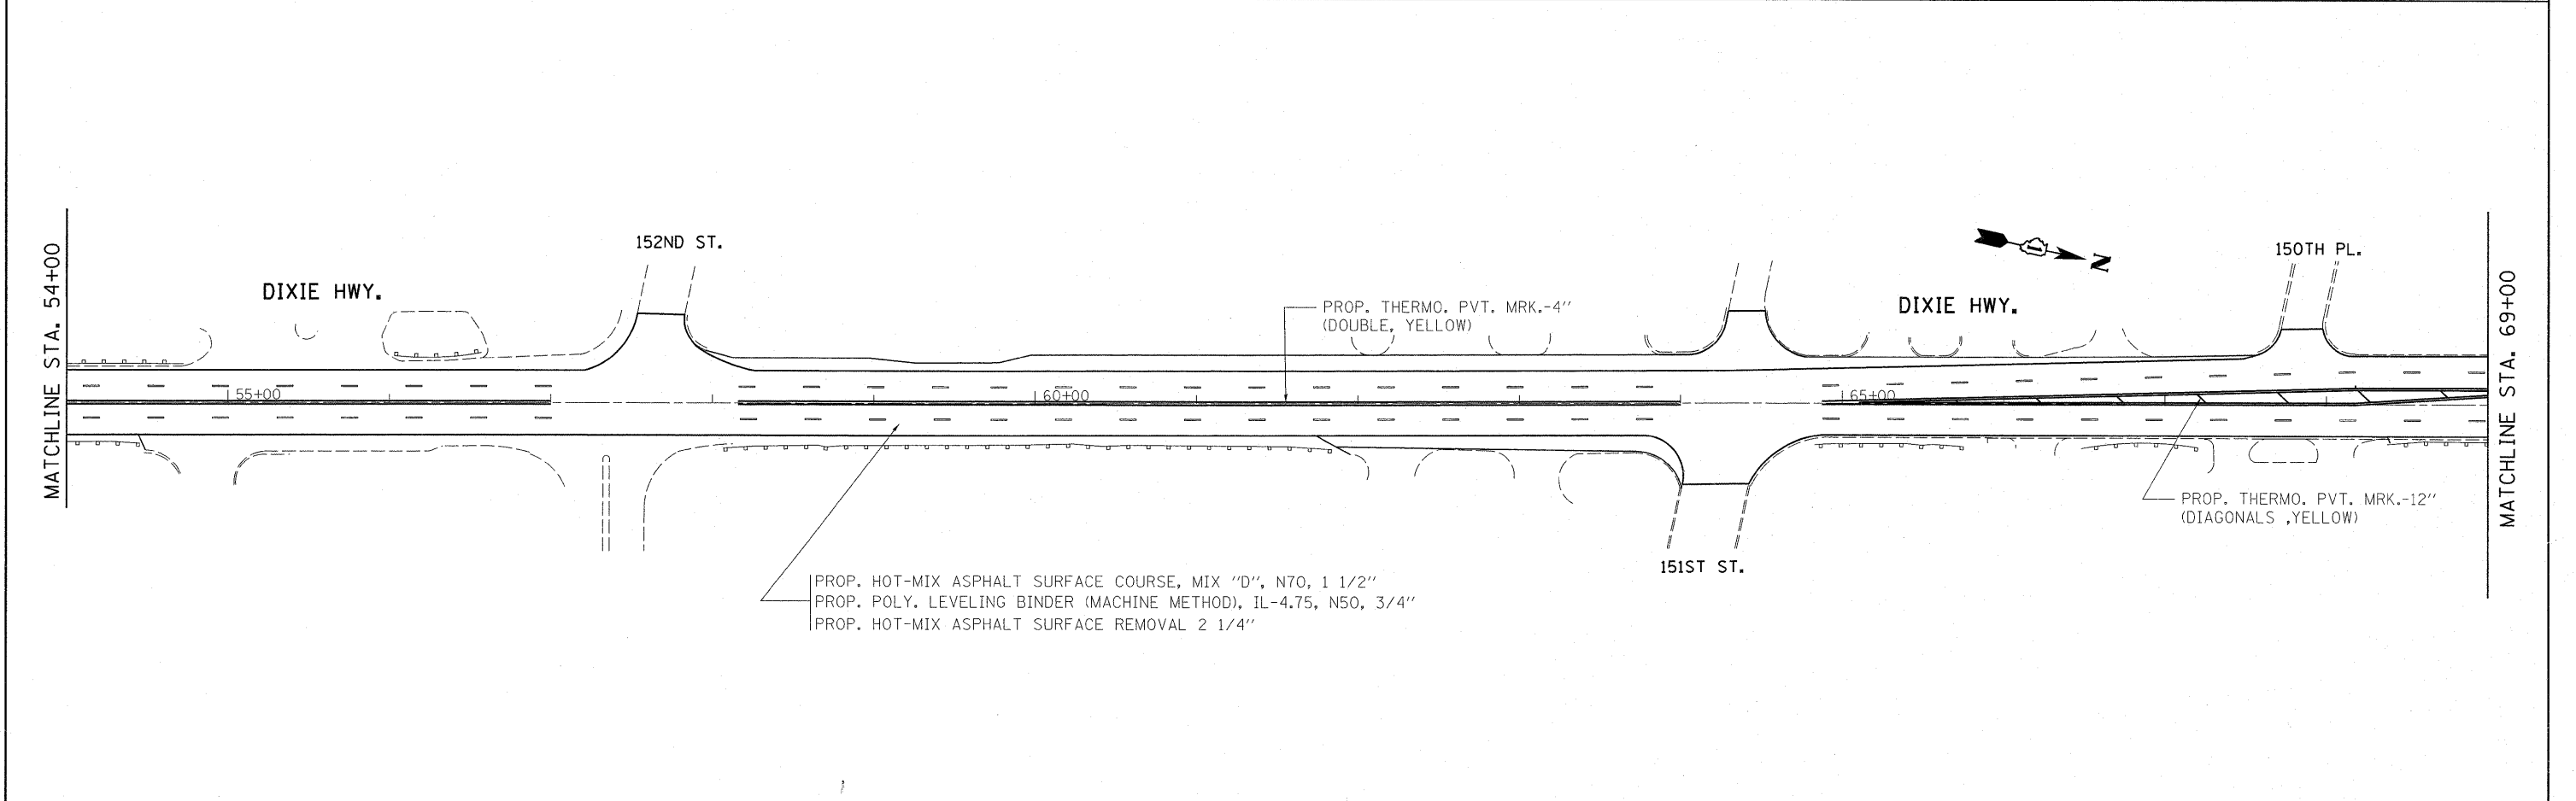 MATCHLINE STA. 54+00
DIXIE HWY.
152ND ST.
55+00
60+00
PROP. THERMO. PVT. MRK.-4"
(DOUBLE, YELLOW)
DIXIE HWY.
N
150TH PL.
65+00
MATCHLINE STA. 69+00
PROP. THERMO. PVT. MRK.-12"
(DIAGONALS ,YELLOW)
151ST ST.
PROP. HOT-MIX ASPHALT SURFACE COURSE, MIX "D", N70, 1 1/2"
PROP. POLY. LEVELING BINDER (MACHINE METHOD), IL-4.75, N50, 3/4"
PROP. HOT-MIX ASPHALT SURFACE REMOVAL 2 1/4"